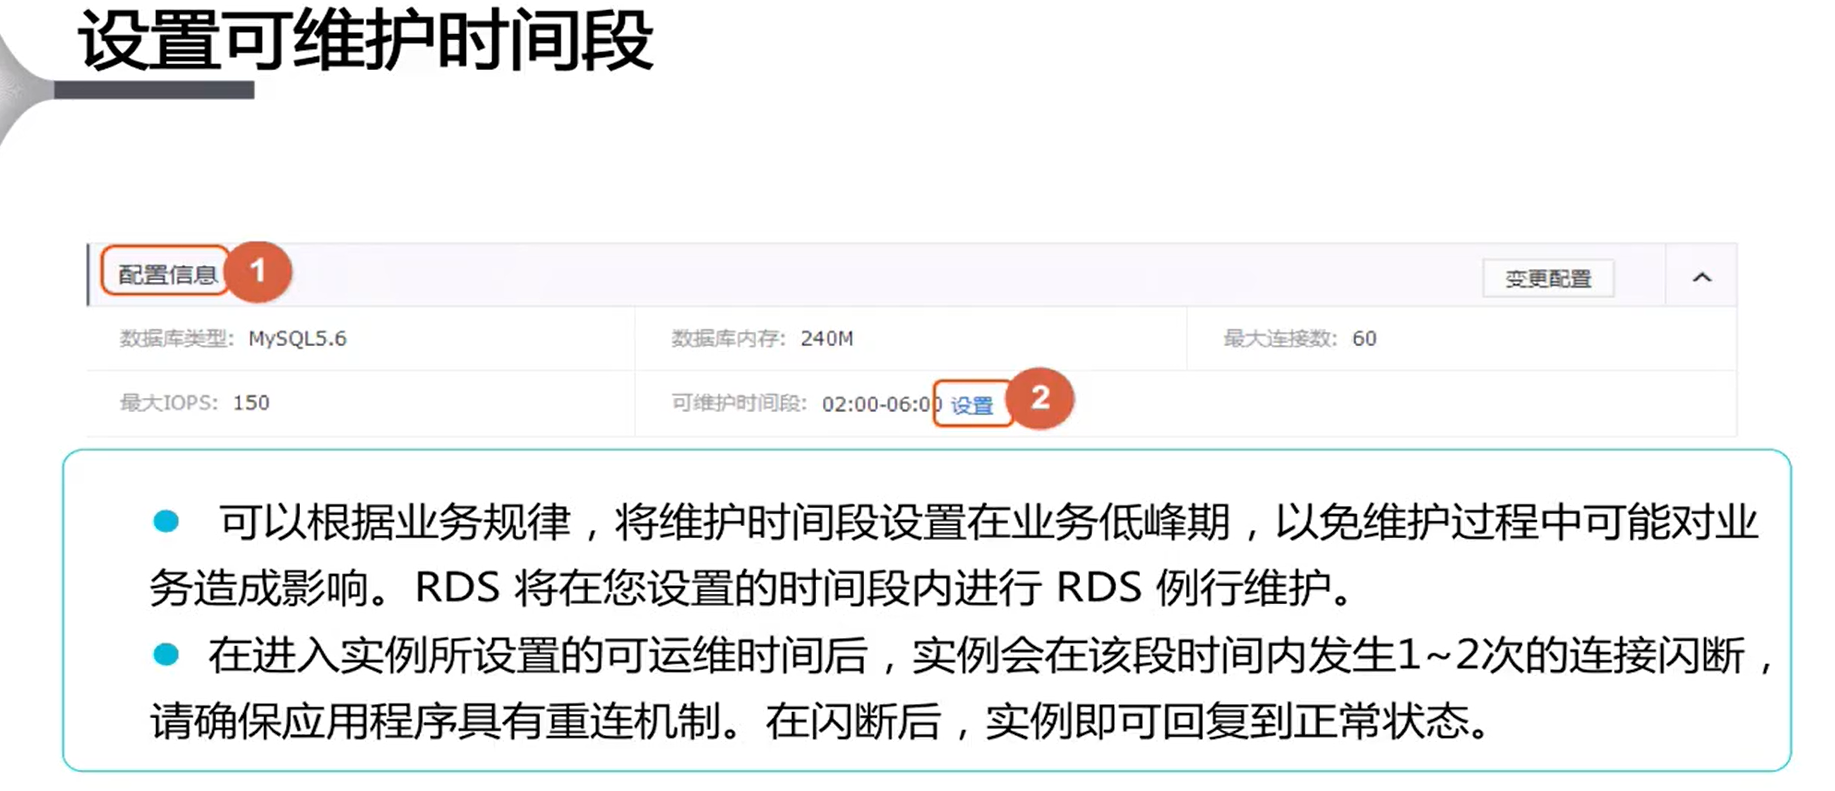 设置可维护时间段
配置信息 1 变更配置
数据库类型: MySQL5.6 数据库内存: 240M 最大连接数: 60
最大IOPS: 150 可维护时间段: 02:00-06:00 设置 2
● 可以根据业务规律，将维护时间段设置在业务低峰期，以免维护过程中可能对业
务造成影响。RDS 将在您设置的时间段内进行 RDS 例行维护。
● 在进入实例所设置的可运维时间后，实例会在该段时间内发生1~2次的连接闪断，
请确保应用程序具有重连机制。在闪断后，实例即可回复到正常状态。